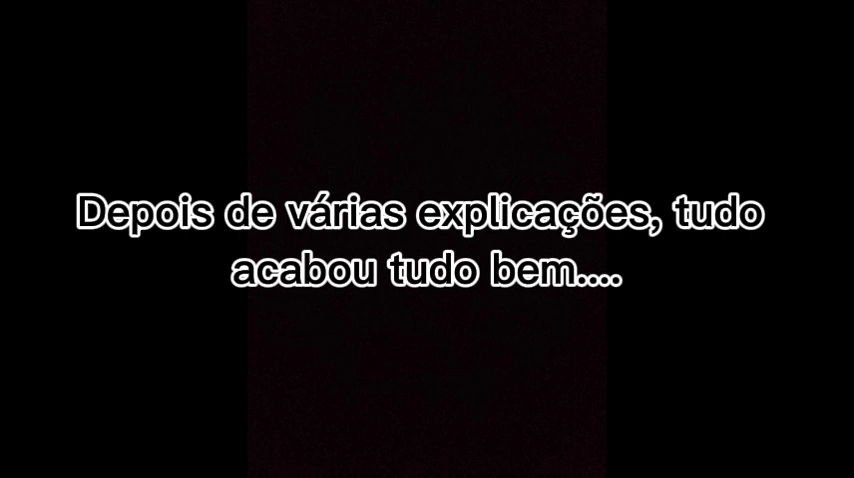 Depois de várias explicações, tudo
acabou tudo bem....